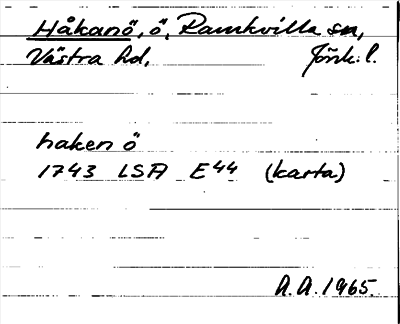 Håkanö, ö, Ramkvilla sn,
Västra hd, Jönk. l.
haken ö
1743 LSA E44 (karta)
A.A. 1965.